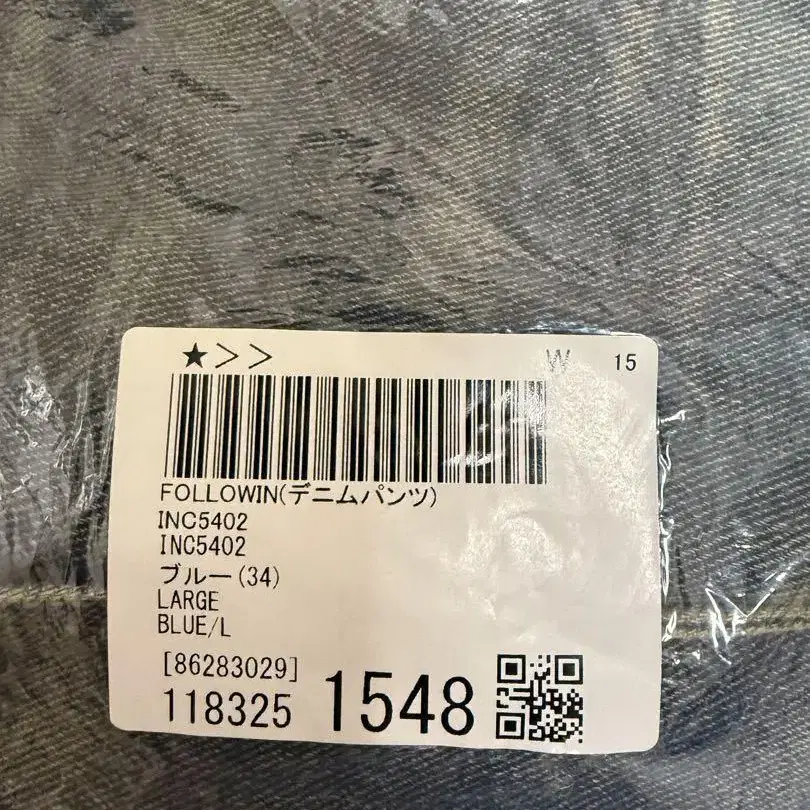 ★>> W 15
FOLLOWIN(デニムパンツ)
INC5402
INC5402
ブルー(34)
LARGE
BLUE/L
[86283029]
118325 1548